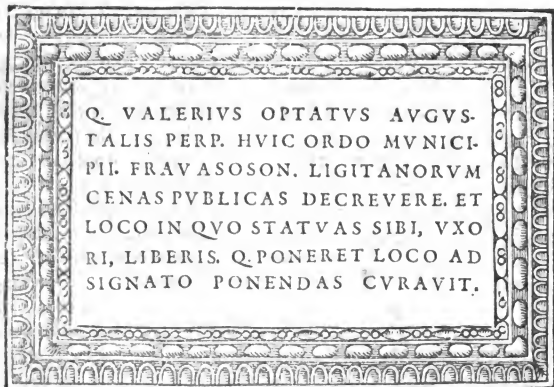 Q. VALERIVS OPTATVS AVGVS-
TALIS PERP. HVIC ORDO MVNICI-
PII. FRAVASOSON. LIGITANORVM
CENAS PVBLICAS DECREVERE. ET
LOCO IN QVO STATVAS SIBI, VXO
RI, LIBERIS. Q. PONERET LOCO AD
SIGNATO PONENDAS CVRAVIT.